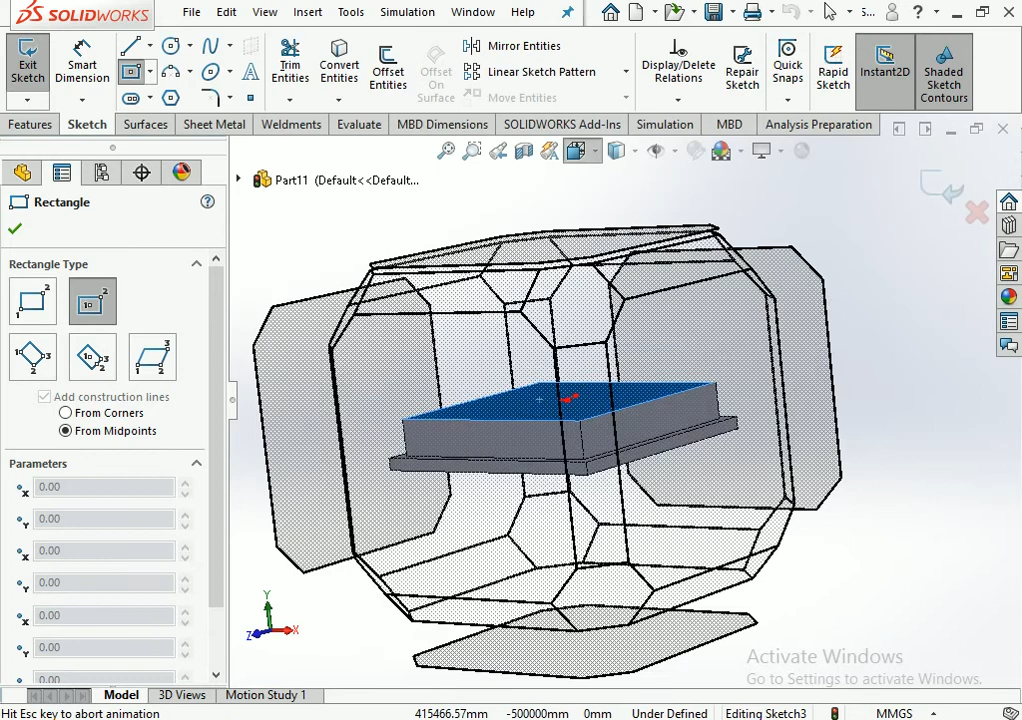 SOLIDWORKS
File
Edit
View
Insert
Tools
Simulation
Window
Help
S...
?
Exit Sketch
Smart Dimension
Trim Entities
Convert Entities
Offset Entities
Offset On Surface
Mirror Entities
Linear Sketch Pattern
Move Entities
Display/Delete Relations
Repair Sketch
Quick Snaps
Rapid Sketch
Instant2D
Shaded Sketch Contours
Features
Sketch
Surfaces
Sheet Metal
Weldments
Evaluate
MBD Dimensions
SOLIDWORKS Add-Ins
Simulation
MBD
Analysis Preparation
Part11 (Default<<Default...
Rectangle
Rectangle Type
Add construction lines
From Corners
From Midpoints
Parameters
x 0.00
Y 0.00
x 0.00
Y 0.00
x 0.00
Y 0.00
0.00
Y
Z
X
Activate Windows
Go to Settings to activate Windows.
Model
3D Views
Motion Study 1
Hit Esc key to abort animation
415466.57mm
-500000mm
0mm
Under Defined
Editing Sketch3
MMGS